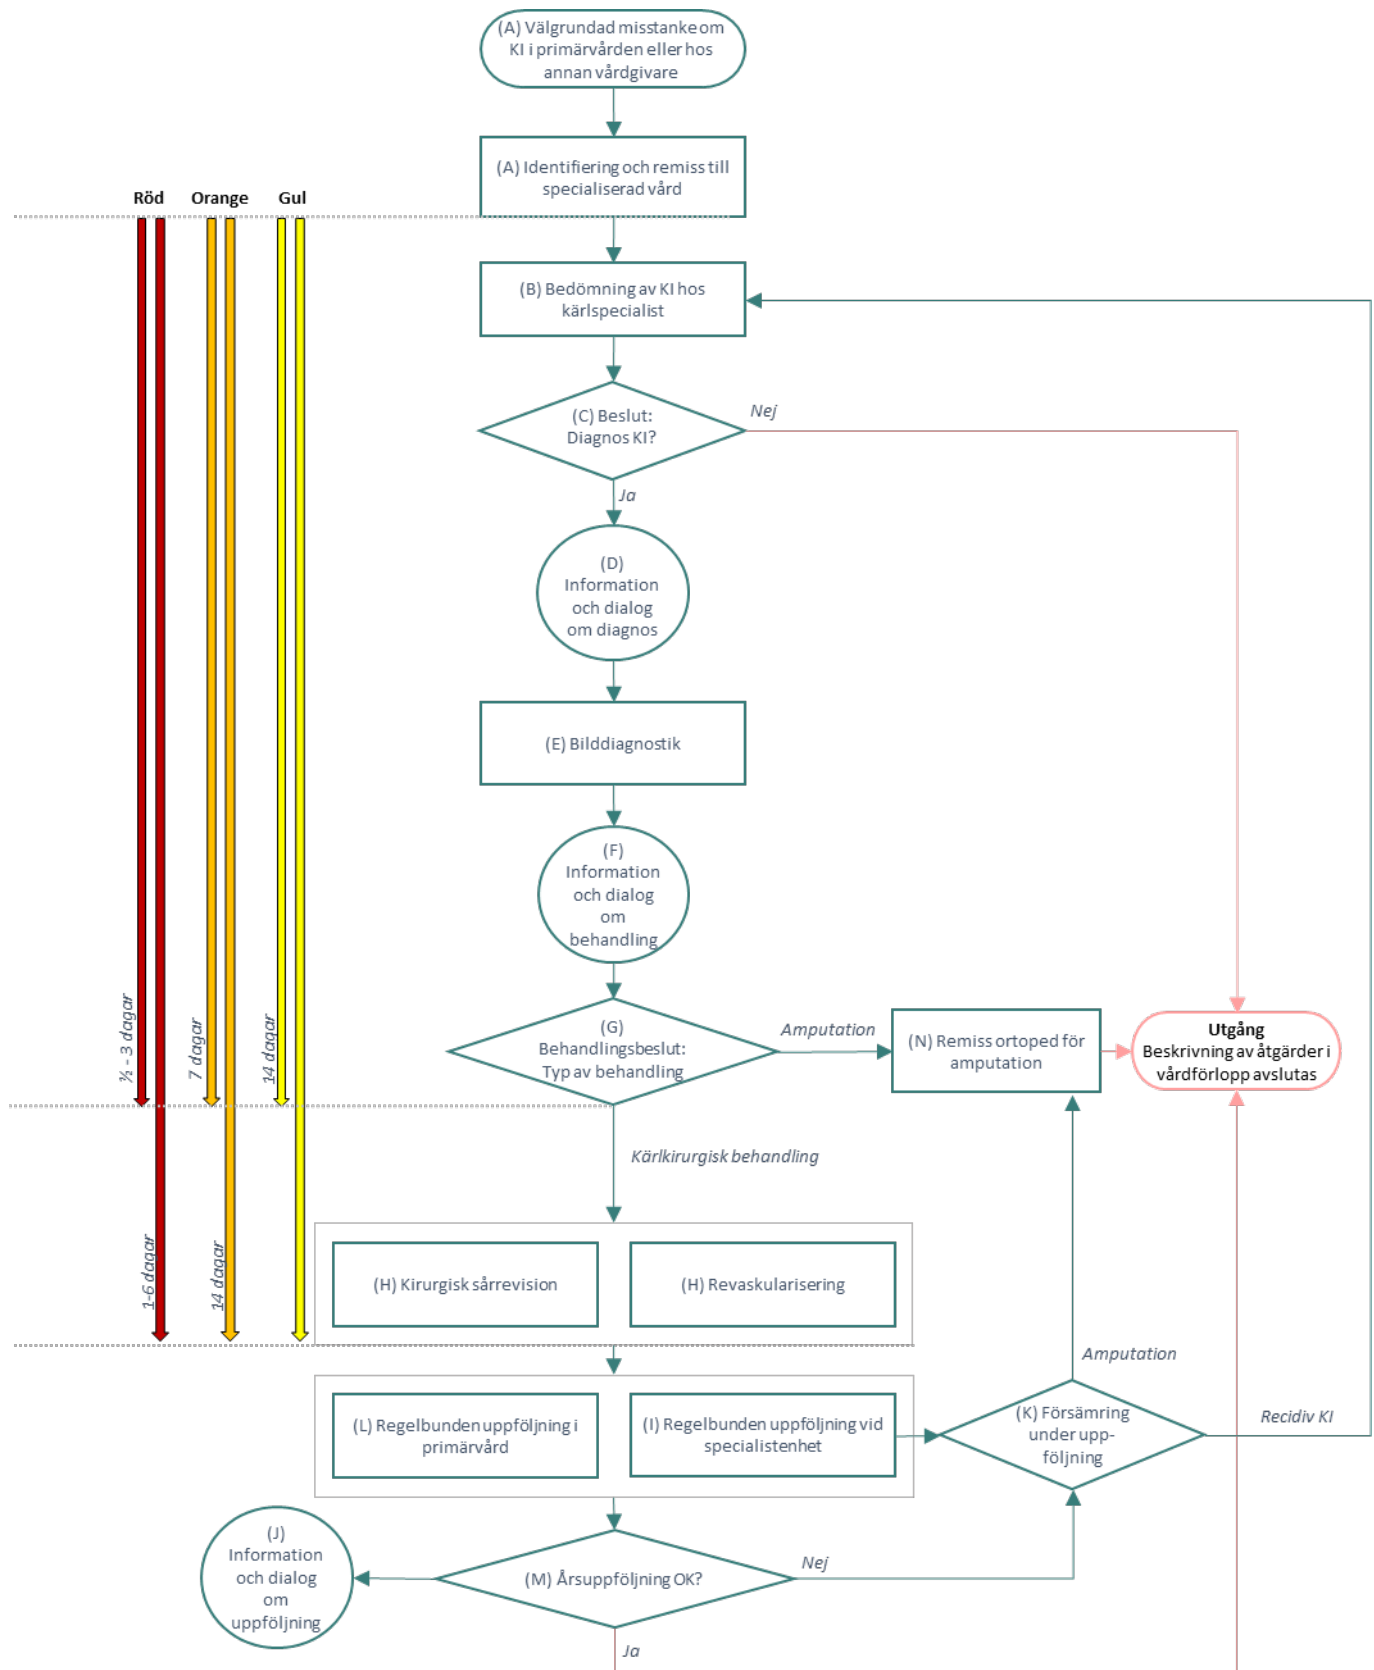 (A) Välgrundad misstanke om
KI i primärvården eller hos
annan vårdgivare
(A) Identifiering och remiss till
specialiserad vård
Röd
Orange
Gul
(B) Bedömning av KI hos
kärlspecialist
(C) Beslut:
Diagnos KI?
Nej
Ja
(D)
Information
och dialog
om diagnos
(E) Bilddiagnostik
(F)
Information
och dialog
om
behandling
½ - 3 dagar
7 dagar
14 dagar
(G)
Behandlingsbeslut:
Typ av behandling
Amputation
(N) Remiss ortoped för
amputation
Utgång
Beskrivning av åtgärder i
vårdförlopp avslutas
Kärlkirurgisk behandling
1-6 dagar
14 dagar
(H) Kirurgisk sårrevision
(H) Revaskularisering
Amputation
(L) Regelbunden uppföljning i
primärvård
(I) Regelbunden uppföljning vid
specialistenhet
(K) Försämring
under upp-
följning
Recidiv KI
(J)
Information
och dialog
om
uppföljning
(M) Årsuppföljning OK?
Nej
Ja